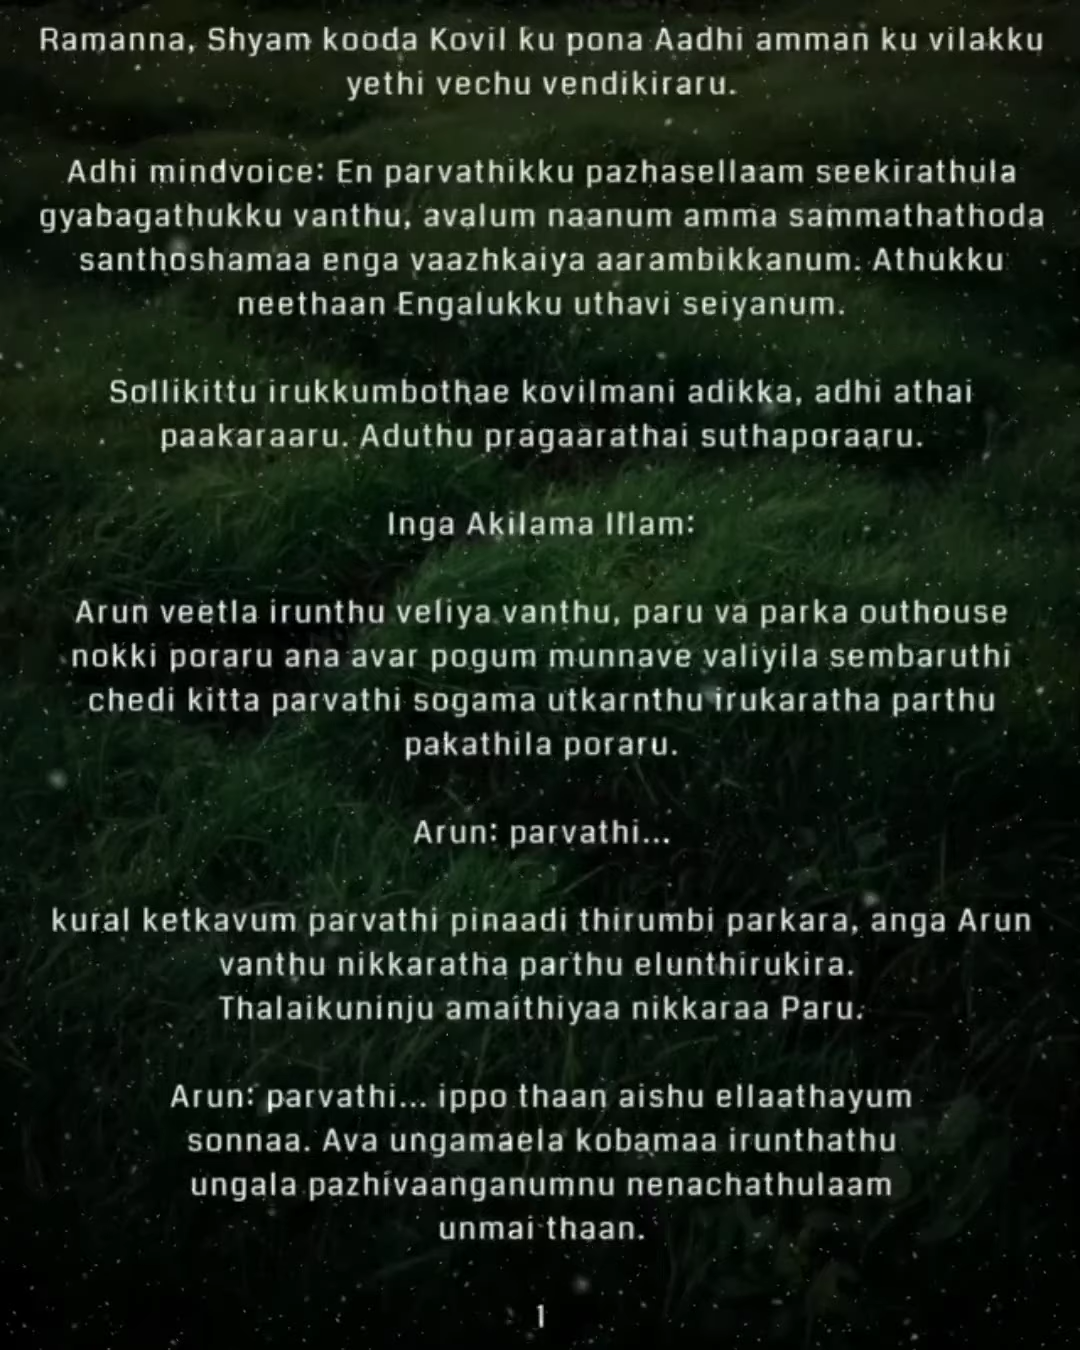 Ramanna, Shyam kooda Kovil ku pona Aadhi amman ku vilakku
yethi vechu vendikiraru.
Adhi mindvoice: En parvathikku pazhasellaam seekirathula
gyabagathukku vanthu, avalum naanum amma sammathathoda
santhoshamaa enga vaazhkaiya aarambikkanum. Athukku
neethaan Engalukku uthavi seiyanum.
Sollikittu irukkumbothae kovilmani adikka, adhi athai
paakaraaru. Aduthu pragaarathai suthaporaaru.
Inga Akilama Illam:
Arun veetla irunthu veliya vanthu, paru va parka outhouse
nokki poraru ana avar pogum munnave valiyila sembaruthi
chedi kitta parvathi sogama utkarnthu irukaratha parthu
pakathila poraru.
Arun: parvathi...
kural ketkavum parvathi pinaadi thirumbi parkara, anga Arun
vanthu nikkaratha parthu elunthirukira.
Thalaikuninju amaithiyaa nikkaraa Paru.
Arun: parvathi... ippo thaan aishu ellaathayum
sonnaa. Ava ungamaela kobamaa irunthathu
ungala pazhivaanganumnu nenachathulaam
unmai thaan.
1